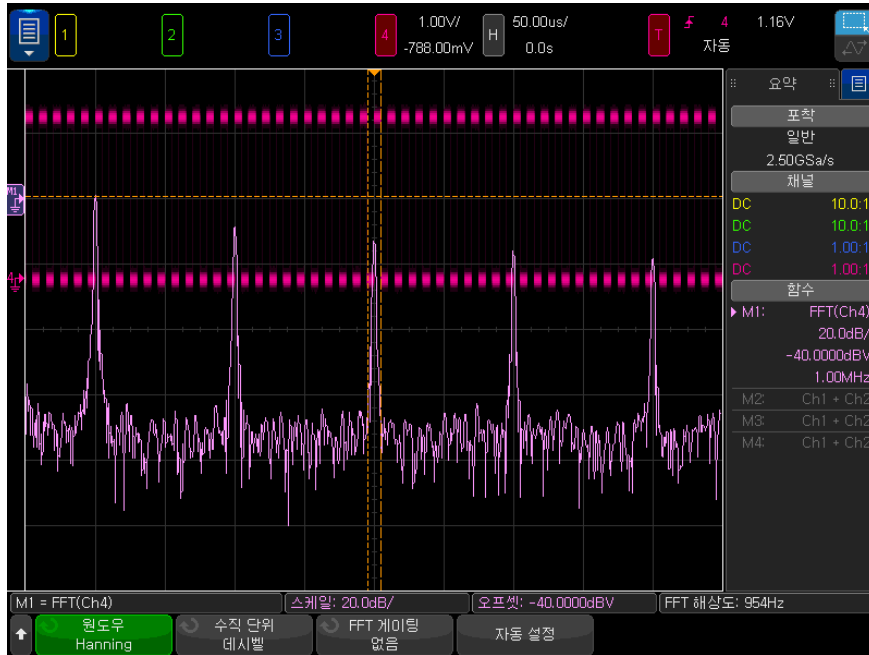 1
2
3
4
1.00V/
-788.00mV
H
50.00us/
0.0s
T
4
1.16V
자동
요약
포착
일반
2.50GSa/s
채널
DC 10.0:1
DC 10.0:1
DC 1.00:1
DC 1.00:1
함수
M1: FFT(Ch4)
20.0dB/
-40.0000dBV
1.00MHz
M2: Ch1 + Ch2
M3: Ch1 + Ch2
M4: Ch1 + Ch2
M1
4
M1 = FFT(Ch4)
스케일: 20.0dB/
오프셋: -40.0000dBV
FFT 해상도: 954Hz
윈도우
Hanning
수직 단위
데시벨
FFT 게이팅
없음
자동 설정